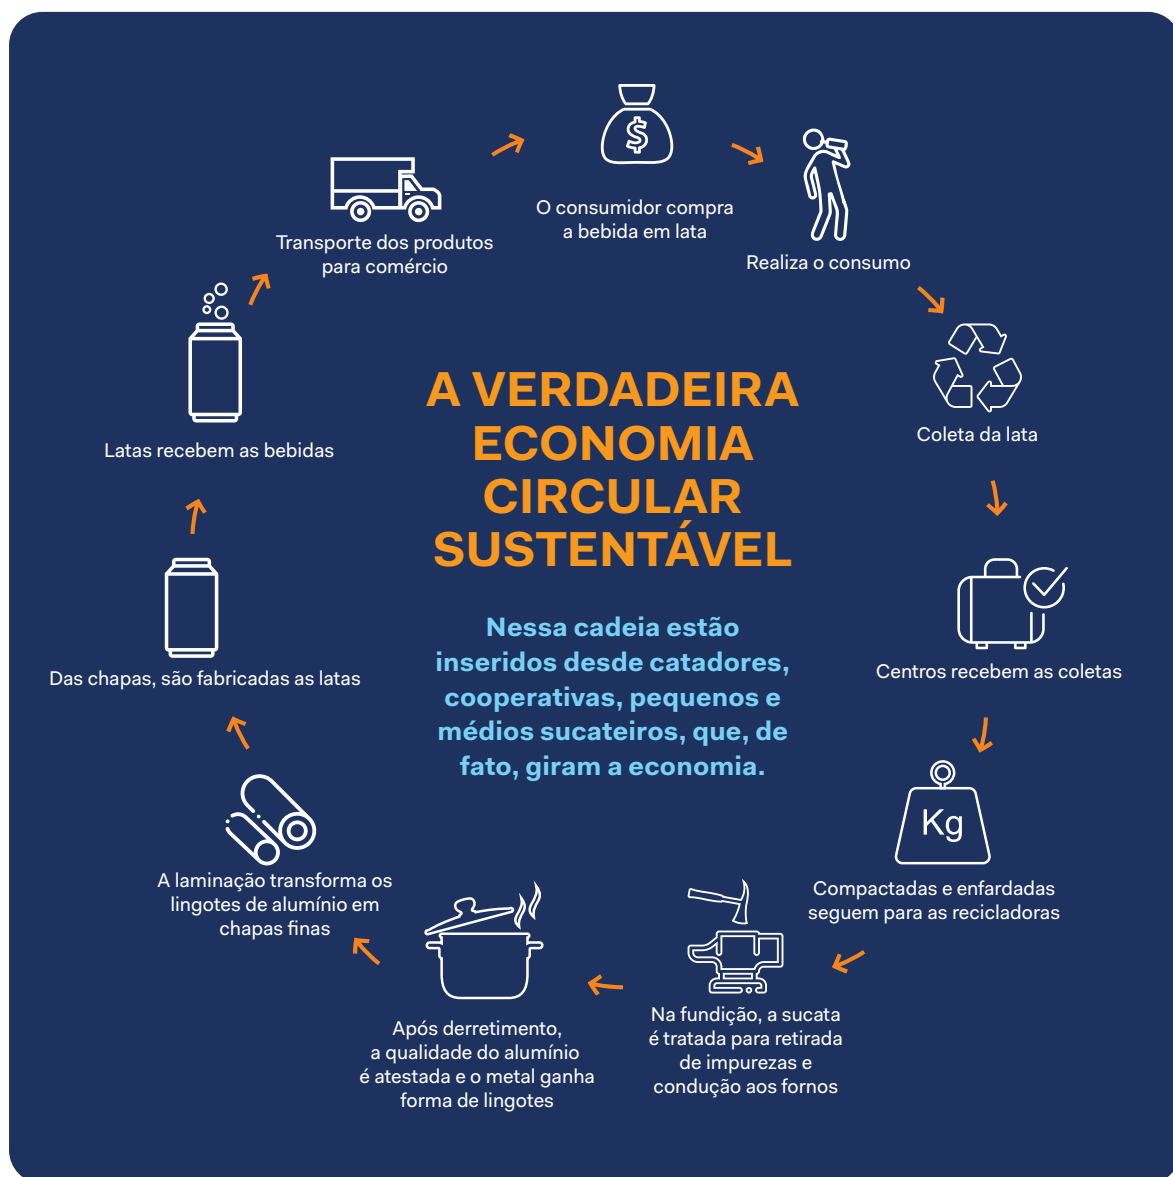 $
O consumidor compra
a bebida em lata
Realiza o consumo
Coleta da lata
Centros recebem as coletas
Kg
Compactadas e enfardadas
seguem para as recicladoras
Na fundição, a sucata
é tratada para retirada
de impurezas e
condução aos fornos
Após derretimento,
a qualidade do alumínio
é atestada e o metal ganha
forma de lingotes
A laminação transforma os
lingotes de alumínio em
chapas finas
Das chapas, são fabricadas as latas
Latas recebem as bebidas
Transporte dos produtos
para comércio
A VERDADEIRA
ECONOMIA
CIRCULAR
SUSTENTÁVEL
Nessa cadeia estão
inseridos desde catadores,
cooperativas, pequenos e
médios sucateiros, que, de
fato, giram a economia.